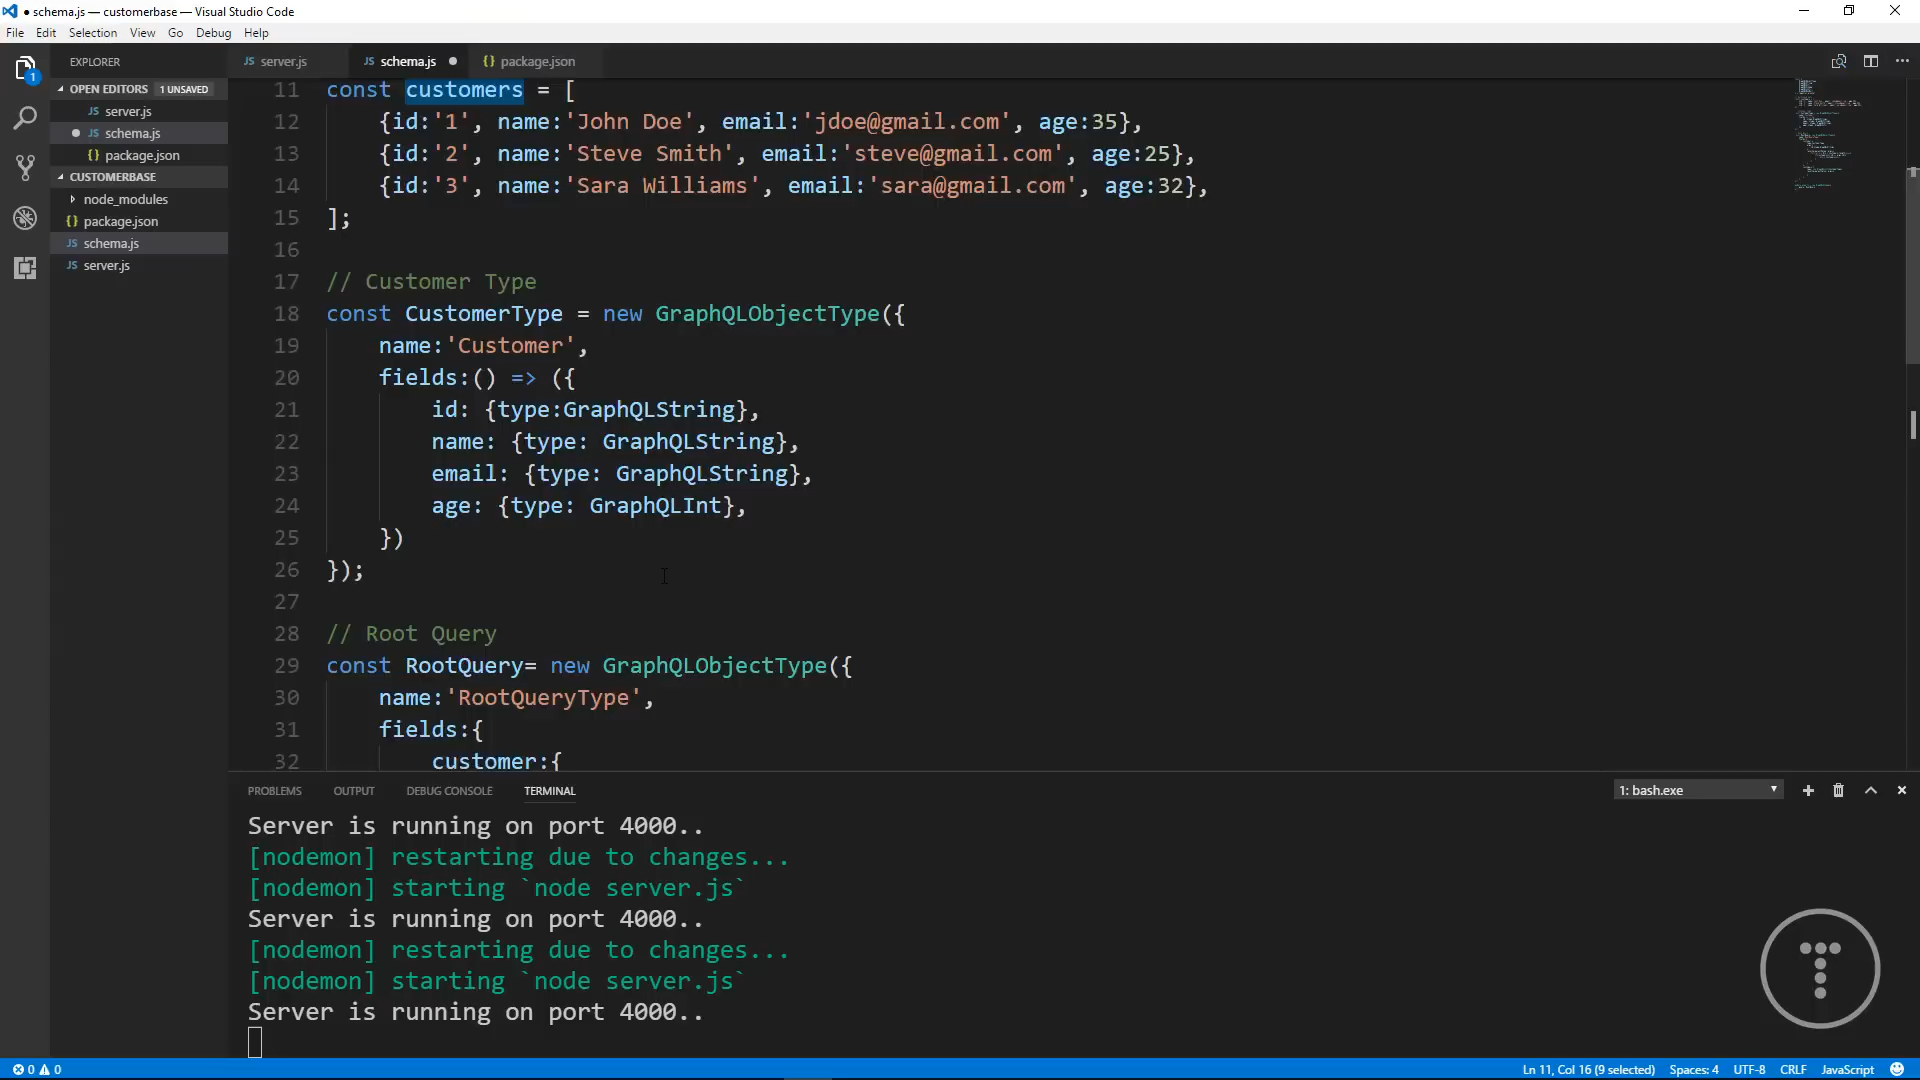 schema.js — customerbase — Visual Studio Code
File Edit Selection View Go Debug Help
EXPLORER
OPEN EDITORS 1 UNSAVED
JS server.js
JS schema.js
{} package.json
CUSTOMERBASE
node_modules
{} package.json
JS schema.js
JS server.js
1
JS server.js JS schema.js {} package.json
11 const customers = [
12 {id:'1', name:'John Doe', email:'jdoe@gmail.com', age:35},
13 {id:'2', name:'Steve Smith', email:'steve@gmail.com', age:25},
14 {id:'3', name:'Sara Williams', email:'sara@gmail.com', age:32},
15 ];
16
17 // Customer Type
18 const CustomerType = new GraphQLObjectType({
19 name:'Customer',
20 fields:() => ({
21 id: {type:GraphQLString},
22 name: {type: GraphQLString},
23 email: {type: GraphQLString},
24 age: {type: GraphQLInt},
25 })
26 });
27
28 // Root Query
29 const RootQuery= new GraphQLObjectType({
30 name:'RootQueryType',
31 fields:{
32 customer:{
PROBLEMS OUTPUT DEBUG CONSOLE TERMINAL 1: bash.exe
Server is running on port 4000..
[nodemon] restarting due to changes...
[nodemon] starting `node server.js`
Server is running on port 4000..
[nodemon] restarting due to changes...
[nodemon] starting `node server.js`
Server is running on port 4000..
0 0 Ln 11, Col 16 (9 selected) Spaces: 4 UTF-8 CRLF JavaScript